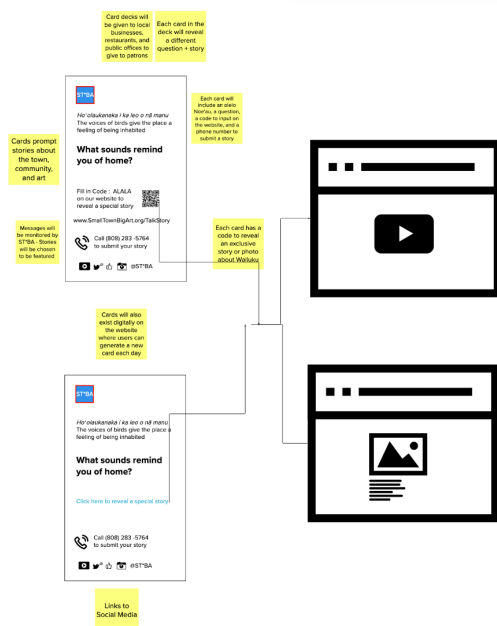 Card decks will
be given to local
businesses,
restaurants, and
public offices to
give to patrons
Each card in the
deck will reveal
a different
question + story
ST*BA
Hoʻolaukanaka i ka leo o nā manu
The voices of birds give the place a
feeling of being inhabited
What sounds remind
you of home?
Fill in Code : ALALA
on our website to
reveal a special story
www.SmallTownBigArt.org/TalkStory
Call (808) 283 -5764
to submit your story
@ST*BA
Each card will
include an olelo
Noe'au, a question,
a code to input on
the website, and a
phone number to
submit a story
Cards prompt
stories about
the town,
community,
and art
Messages will
be monitored by
ST*BA - Stories
will be chosen
to be featured
Each card has a
code to reveal
an exclusive
story or photo
about Wailuku
Cards will also
exist digitally on
the website
where users can
generate a new
card each day
ST*BA
Hoʻolaukanaka i ka leo o nā manu
The voices of birds give the place a
feeling of being inhabited
What sounds remind
you of home?
Click here to reveal a special story
Call (808) 283 -5764
to submit your story
@ST*BA
Links to
Social Media